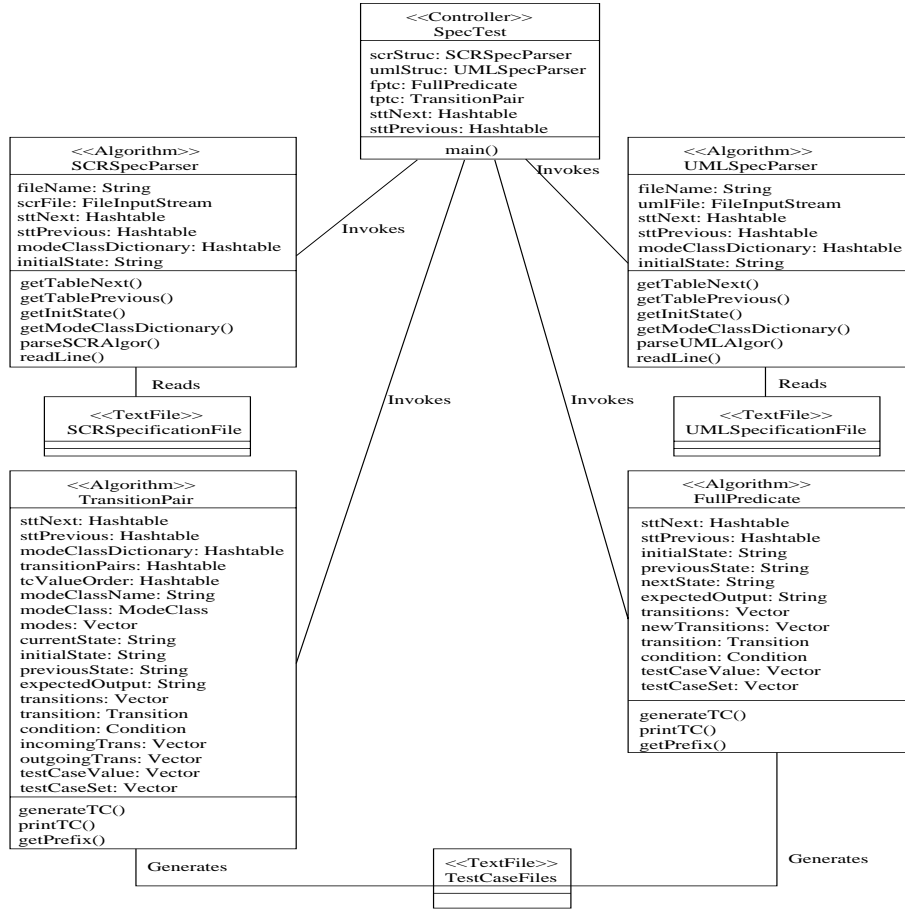 <<Controller>>
SpecTest
scrStruc: SCRSpecParser
umlStruc: UMLSpecParser
fptc: FullPredicate
tptc: TransitionPair
sttNext: Hashtable
sttPrevious: Hashtable
main()
<<Algorithm>>
SCRSpecParser
fileName: String
scrFile: FileInputStream
sttNext: Hashtable
sttPrevious: Hashtable
modeClassDictionary: Hashtable
initialState: String
getTableNext()
getTablePrevious()
getInitState()
getModeClassDictionary()
parseSCRAlgor()
readLine()
Invokes
Invokes
<<Algorithm>>
UMLSpecParser
fileName: String
umlFile: FileInputStream
sttNext: Hashtable
sttPrevious: Hashtable
modeClassDictionary: Hashtable
initialState: String
getTableNext()
getTablePrevious()
getInitState()
getModeClassDictionary()
parseUMLAlgor()
readLine()
Reads
Invokes
Invokes
Reads
<<TextFile>>
SCRSpecificationFile
<<TextFile>>
UMLSpecificationFile
<<Algorithm>>
TransitionPair
sttNext: Hashtable
sttPrevious: Hashtable
modeClassDictionary: Hashtable
transitionPairs: Hashtable
tcValueOrder: Hashtable
modeClassName: String
modeClass: ModeClass
modes: Vector
currentState: String
initialState: String
previousState: String
expectedOutput: String
transitions: Vector
transition: Transition
condition: Condition
incomingTrans: Vector
outgoingTrans: Vector
testCaseValue: Vector
testCaseSet: Vector
generateTC()
printTC()
getPrefix()
<<Algorithm>>
FullPredicate
sttNext: Hashtable
sttPrevious: Hashtable
initialState: String
previousState: String
nextState: String
expectedOutput: String
transitions: Vector
newTransitions: Vector
transition: Transition
condition: Condition
testCaseValue: Vector
testCaseSet: Vector
generateTC()
printTC()
getPrefix()
Generates
<<TextFile>>
TestCaseFiles
Generates